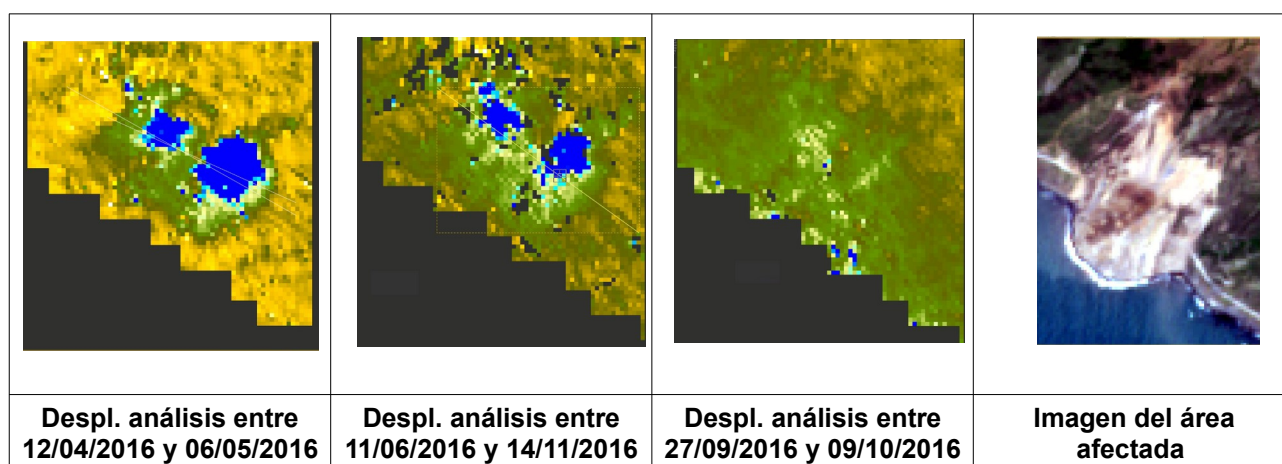 Despl. análisis entre
12/04/2016 y 06/05/2016
Despl. análisis entre
11/06/2016 y 14/11/2016
Despl. análisis entre
27/09/2016 y 09/10/2016
Imagen del área
afectada